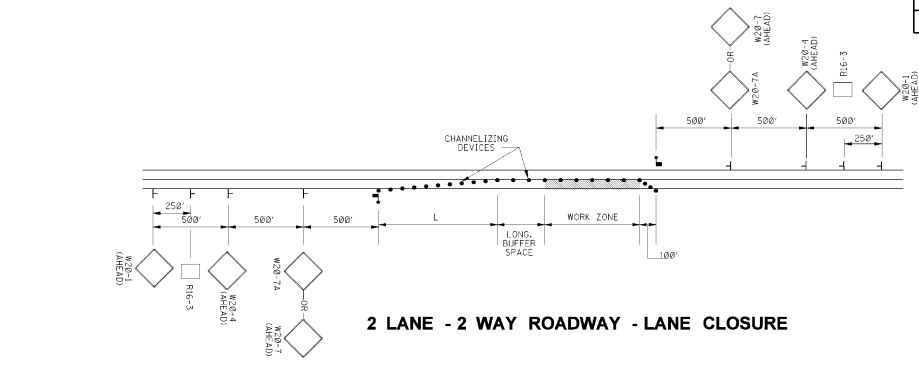 W20-7
(AHEAD)
OR
W20-7A
W20-4
(AHEAD)
R16-3
W20-1
(AHEAD)
500'
500'
500'
250'
CHANNELIZING
DEVICES
250'
500'
500'
500'
L
LONG.
BUFFER
SPACE
WORK ZONE
100'
W20-1
(AHEAD)
R16-3
W20-4
(AHEAD)
W20-7A
OR
W20-7
(AHEAD)
2 LANE - 2 WAY ROADWAY - LANE CLOSURE